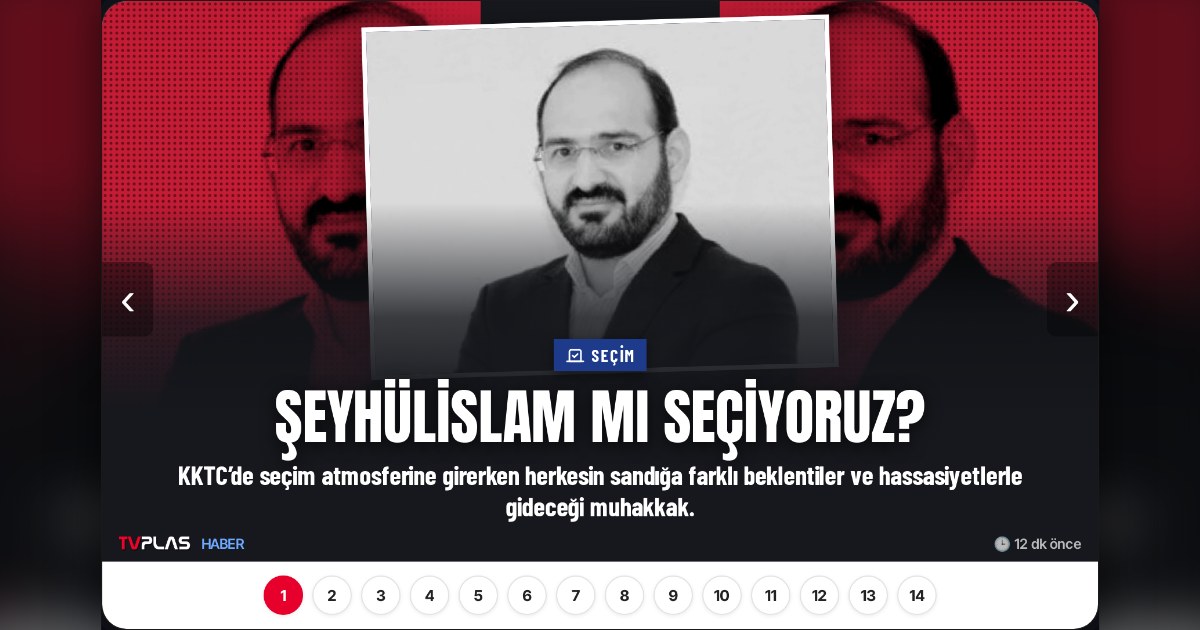 SEÇİM
ŞEYHÜLİSLAM MI SEÇİYORUZ?
KKTC'de seçim atmosferine girerken herkesin sandığa farklı beklentiler ve hassasiyetlerle
gideceği muhakkak.
TVPLAS HABER
12 dk önce
1 2 3 4 5 6 7 8 9 10 11 12 13 14